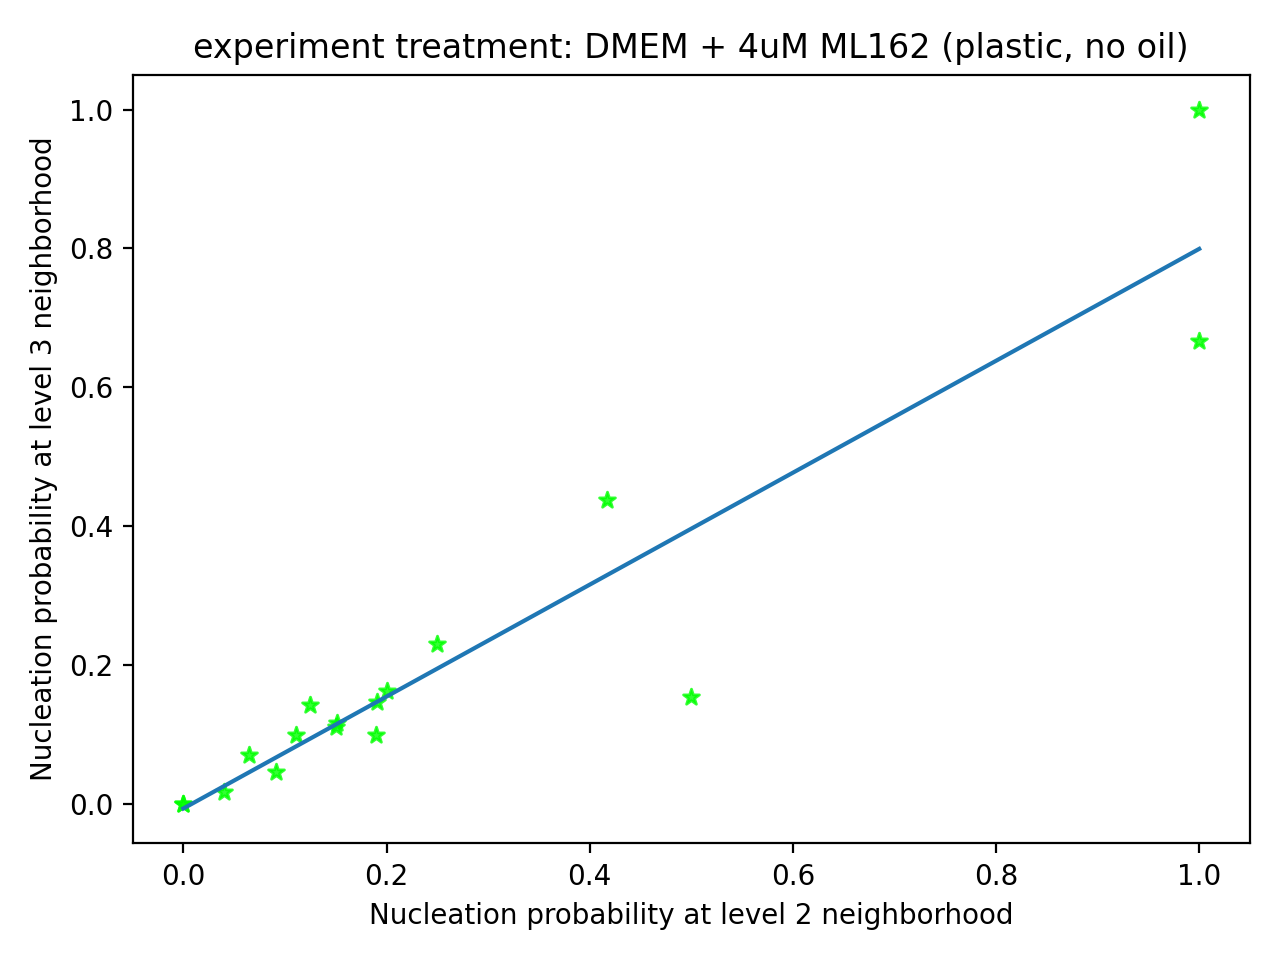 experiment treatment: DMEM + 4uM ML162 (plastic, no oil)
Nucleation probability at level 3 neighborhood
1.0
0.8
0.6
0.4
0.2
0.0
0.0 0.2 0.4 0.6 0.8 1.0
Nucleation probability at level 2 neighborhood